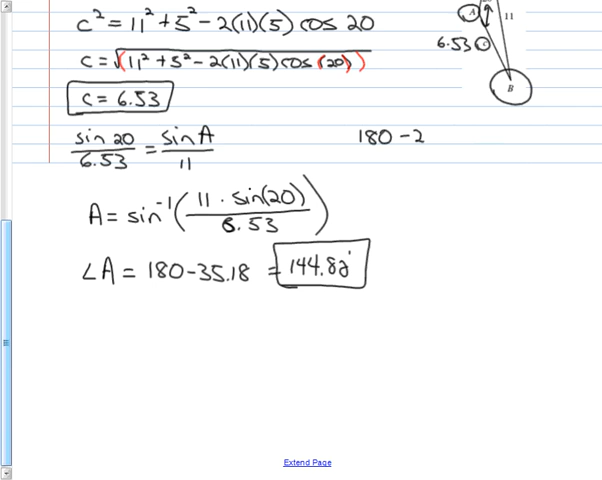 c² = 11² + 5² - 2(11)(5) cos 20
c = √(11² + 5² - 2(11)(5)cos(20))
c = 6.53
A
11
6.53
B
sin 20 / 6.53 = sin A / 11
180 - 2
A = sin⁻¹(11 · sin(20) / 6.53)
∠A = 180 - 35.18 = 144.82°
Extend Page